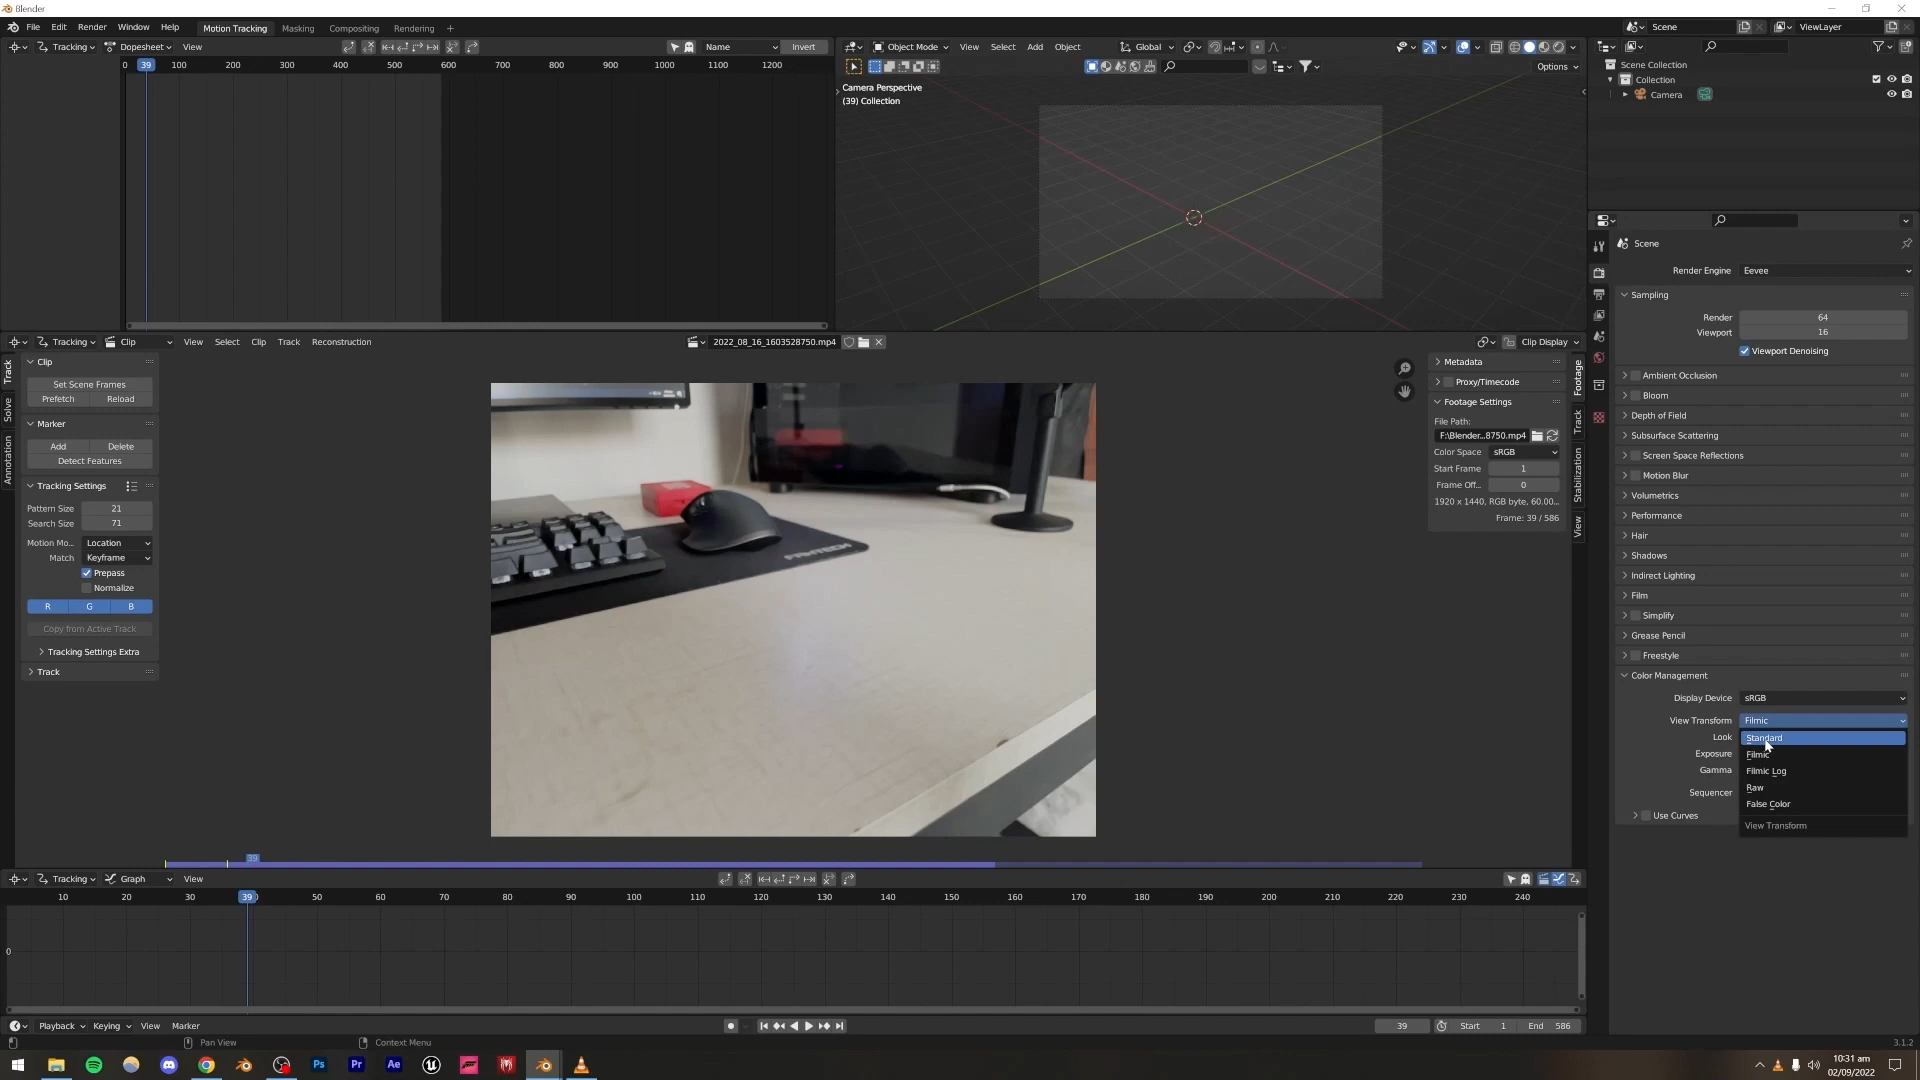 Blender
File Edit Render Window Help Motion Tracking Masking Compositing Rendering + Scene ViewLayer
Tracking Dopesheet View Name Invert
0 39 100 200 300 400 500 600 700 800 900 1000 1100 1200
Object Mode View Select Add Object Global
Options
Camera Perspective
(39) Collection
Scene Collection
Collection
Camera
Scene
Render Engine Eevee
Sampling
Render 64
Viewport 16
Viewport Denoising
Ambient Occlusion
Bloom
Depth of Field
Subsurface Scattering
Screen Space Reflections
Motion Blur
Volumetrics
Performance
Hair
Shadows
Indirect Lighting
Film
Simplify
Grease Pencil
Freestyle
Color Management
Display Device sRGB
View Transform Filmic
Look
Exposure
Gamma
Sequencer
Use Curves
Standard
Filmic
Filmic Log
Raw
False Color
View Transform
Tracking Clip View Select Clip Track Reconstruction 2022_08_16_1603528750.mp4 Clip Display
Track
Solve
Annotation
Clip
Set Scene Frames
Prefetch Reload
Marker
Add Delete
Detect Features
Tracking Settings
Pattern Size 21
Search Size 71
Motion Mo... Location
Match Keyframe
Prepass
Normalize
R G B
Copy from Active Track
Tracking Settings Extra
Track
FANTECH
Metadata
Proxy/Timecode
Footage Settings
File Path:
F:\Blender...8750.mp4
Color Space sRGB
Start Frame 1
Frame Off... 0
1920 x 1440, RGB byte, 60.00...
Frame: 39 / 586
Footage
Track
Stabilization
View
39
Tracking Graph View
10 20 30 39 50 60 70 80 90 100 110 120 130 140 150 160 170 180 190 200 210 220 230 240
0
Playback Keying View Marker 39 Start 1 End 586
Pan View Context Menu 3.1.2
Ps Pr Ae
10:31 am
02/09/2022